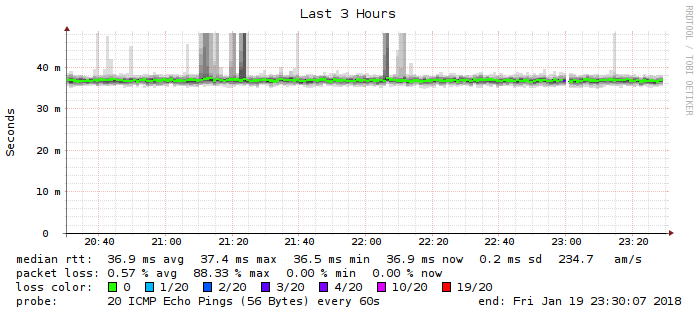 Last 3 Hours
RRDTOOL / TOBI OETIKER
Seconds
40 m
30 m
20 m
10 m
0
20:40 21:00 21:20 21:40 22:00 22:20 22:40 23:00 23:20
median rtt: 36.9 ms avg 37.4 ms max 36.5 ms min 36.9 ms now 0.2 ms sd 234.7 am/s
packet loss: 0.57 % avg 88.33 % max 0.00 % min 0.00 % now
loss color: 0 1/20 2/20 3/20 4/20 10/20 19/20
probe: 20 ICMP Echo Pings (56 Bytes) every 60s end: Fri Jan 19 23:30:07 2018